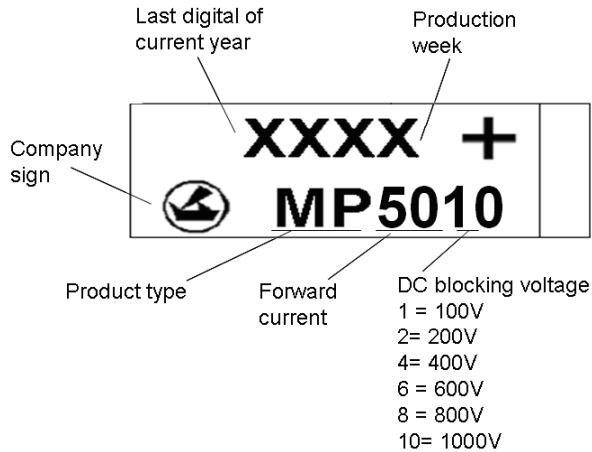 Last digital of
current year
Production
week
XXXX +
Company
sign
MP5010
Product type
Forward
current
DC blocking voltage
1 = 100V
2= 200V
4= 400V
6 = 600V
8 = 800V
10= 1000V